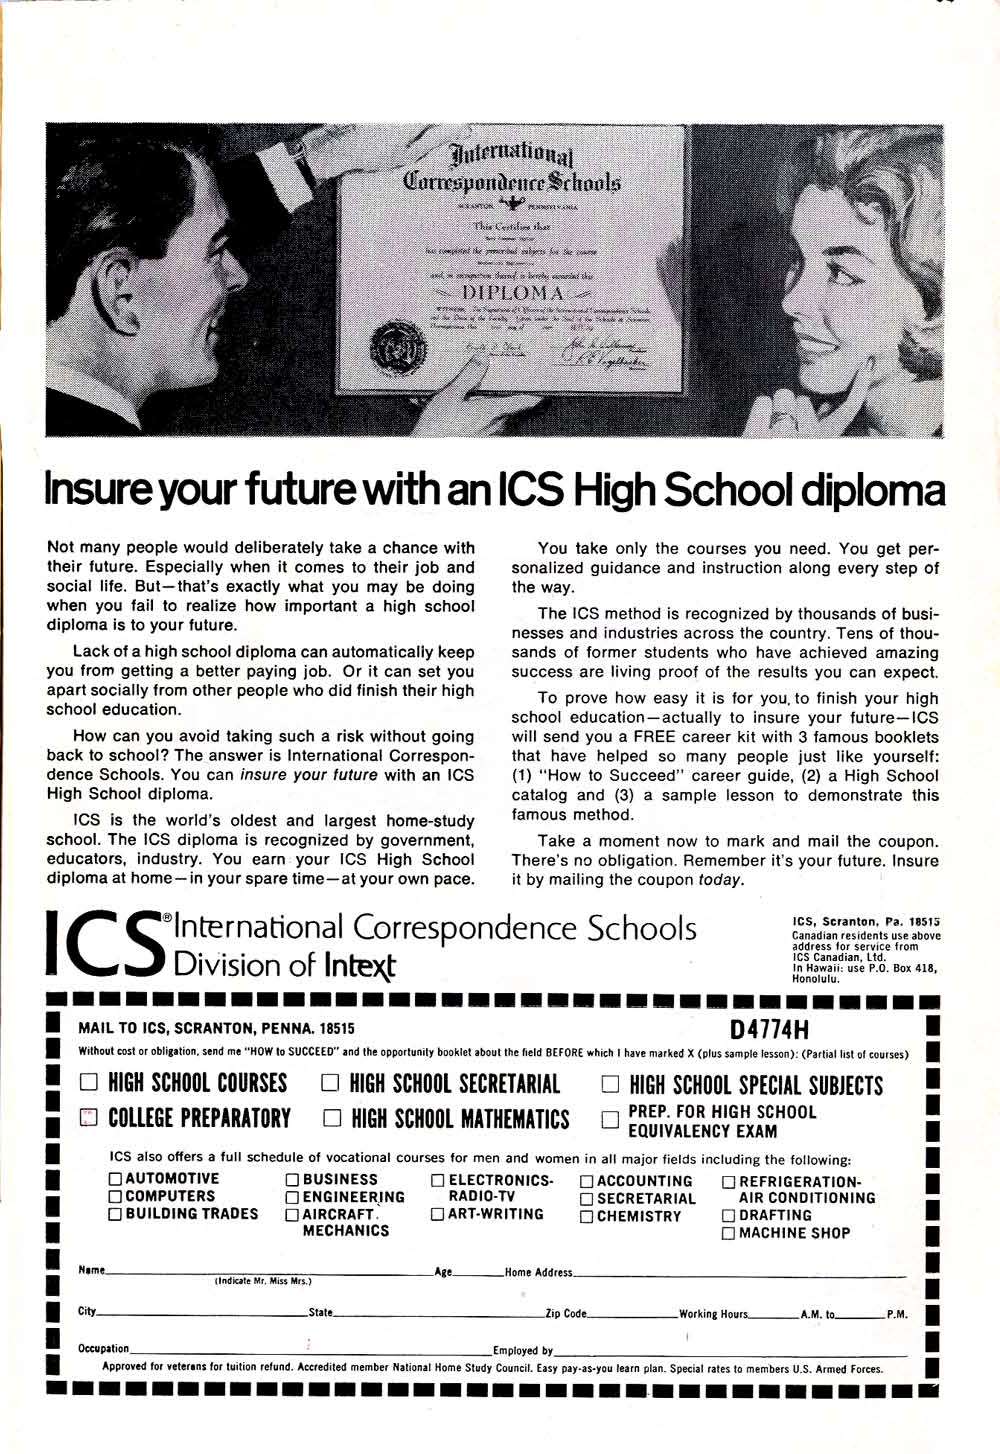 International
Correspondence Schools
SCRANTON, PENNSYLVANIA
This Certifies that
has completed the prescribed subjects for the course
and, in recognition thereof, is hereby awarded this
DIPLOMA
Insure your future with an ICS High School diploma
Not many people would deliberately take a chance with
their future. Especially when it comes to their job and
social life. But—that's exactly what you may be doing
when you fail to realize how important a high school
diploma is to your future.
Lack of a high school diploma can automatically keep
you from getting a better paying job. Or it can set you
apart socially from other people who did finish their high
school education.
How can you avoid taking such a risk without going
back to school? The answer is International Correspon-
dence Schools. You can insure your future with an ICS
High School diploma.
ICS is the world's oldest and largest home-study
school. The ICS diploma is recognized by government,
educators, industry. You earn your ICS High School
diploma at home—in your spare time—at your own pace.
You take only the courses you need. You get per-
sonalized guidance and instruction along every step of
the way.
The ICS method is recognized by thousands of busi-
nesses and industries across the country. Tens of thou-
sands of former students who have achieved amazing
success are living proof of the results you can expect.
To prove how easy it is for you, to finish your high
school education—actually to insure your future—ICS
will send you a FREE career kit with 3 famous booklets
that have helped so many people just like yourself:
(1) "How to Succeed" career guide, (2) a High School
catalog and (3) a sample lesson to demonstrate this
famous method.
Take a moment now to mark and mail the coupon.
There's no obligation. Remember it's your future. Insure
it by mailing the coupon today.
ICS® International Correspondence Schools
Division of Intext
ICS, Scranton, Pa. 18515
Canadian residents use above
address for service from
ICS Canadian, Ltd.
In Hawaii: use P.O. Box 418,
Honolulu.
MAIL TO ICS, SCRANTON, PENNA. 18515 D4774H
Without cost or obligation, send me "HOW to SUCCEED" and the opportunity booklet about the field BEFORE which I have marked X (plus sample lesson): (Partial list of courses)
HIGH SCHOOL COURSES HIGH SCHOOL SECRETARIAL HIGH SCHOOL SPECIAL SUBJECTS
COLLEGE PREPARATORY HIGH SCHOOL MATHEMATICS PREP. FOR HIGH SCHOOL
EQUIVALENCY EXAM
ICS also offers a full schedule of vocational courses for men and women in all major fields including the following:
AUTOMOTIVE BUSINESS ELECTRONICS- ACCOUNTING REFRIGERATION-
COMPUTERS ENGINEERING RADIO-TV SECRETARIAL AIR CONDITIONING
BUILDING TRADES AIRCRAFT ART-WRITING CHEMISTRY DRAFTING
MECHANICS MACHINE SHOP
Name Age Home Address
(Indicate Mr. Miss Mrs.)
City State Zip Code Working Hours A.M. to P.M.
Occupation Employed by
Approved for veterans for tuition refund. Accredited member National Home Study Council. Easy pay-as-you learn plan. Special rates to members U.S. Armed Forces.